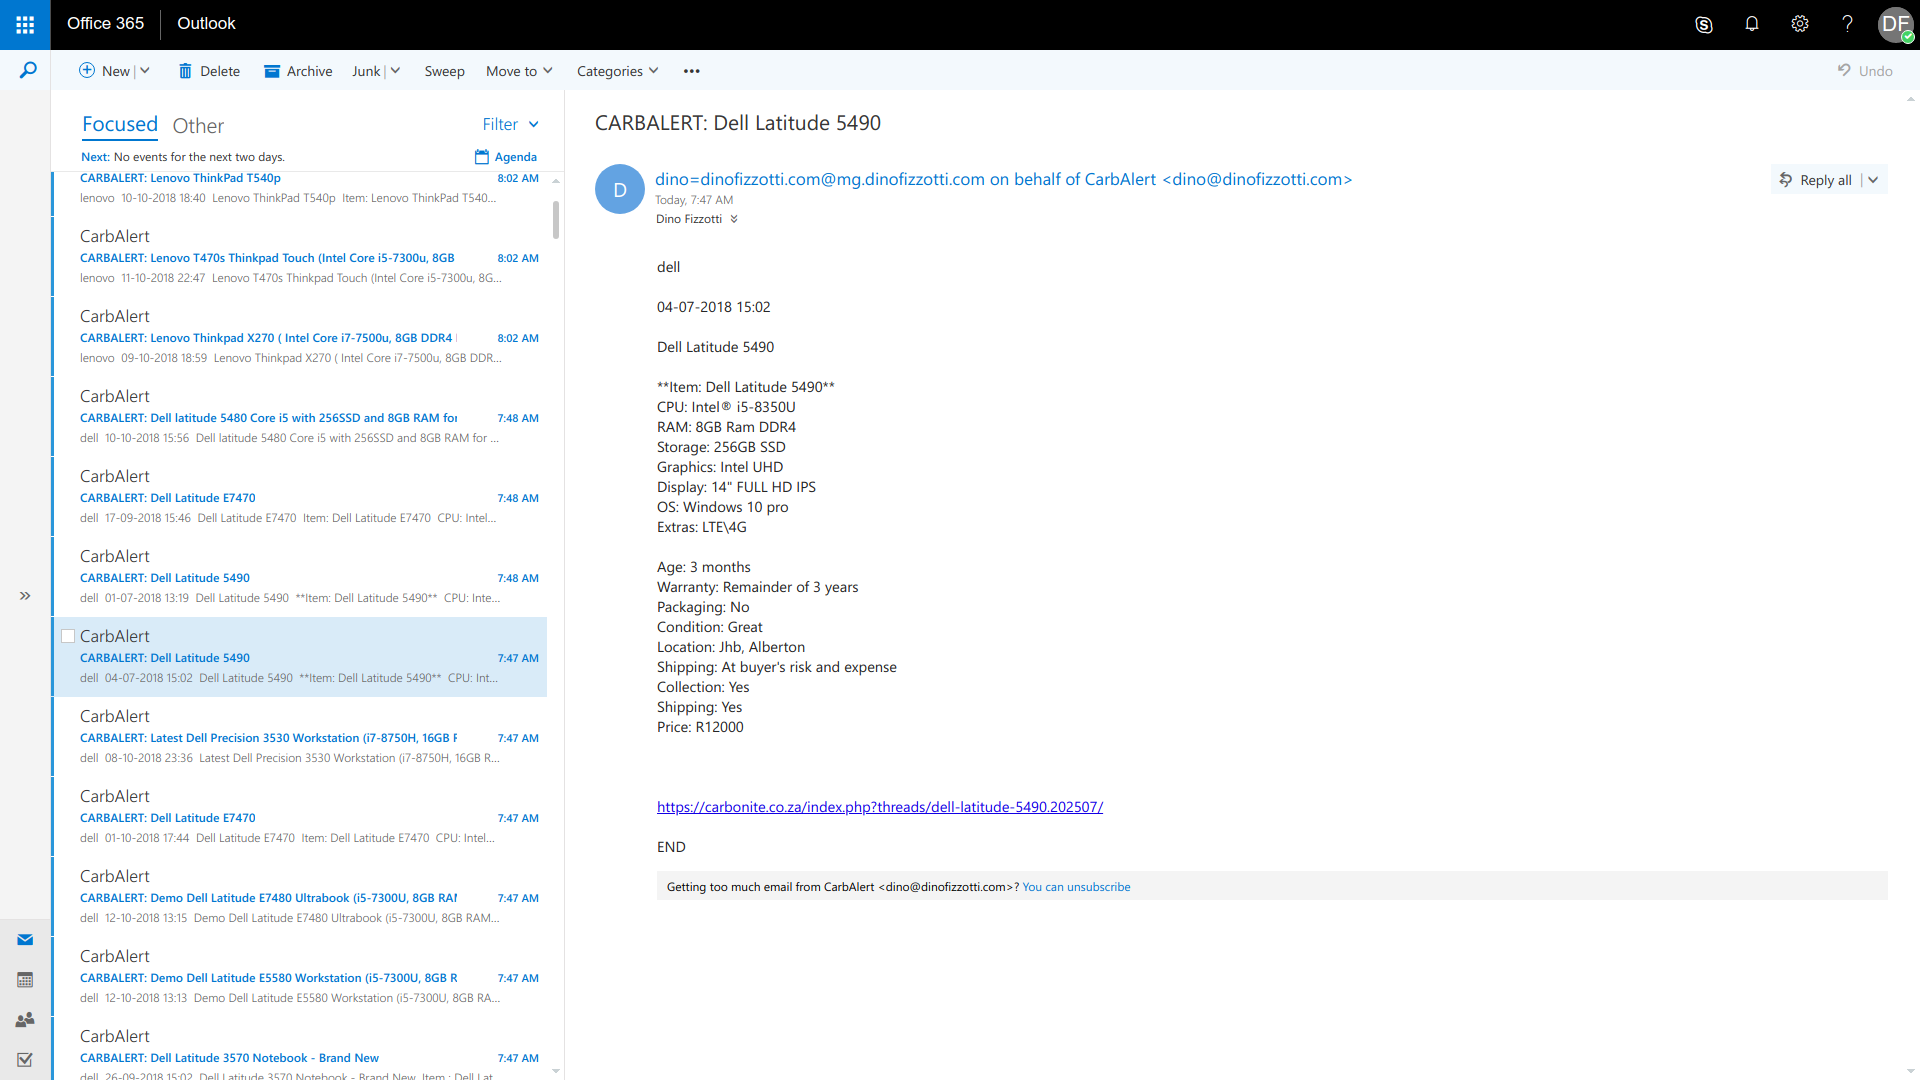 Office 365 Outlook DF
New Delete Archive Junk Sweep Move to Categories Undo
Focused Other Filter
Next: No events for the next two days. Agenda
CARBALERT: Lenovo ThinkPad T540p 8:02 AM
lenovo 10-10-2018 18:40 Lenovo ThinkPad T540p Item: Lenovo ThinkPad T540...
CarbAlert
CARBALERT: Lenovo T470s Thinkpad Touch (Intel Core i5-7300u, 8GB 8:02 AM
lenovo 11-10-2018 22:47 Lenovo T470s Thinkpad Touch (Intel Core i5-7300u, 8G...
CarbAlert
CARBALERT: Lenovo Thinkpad X270 ( Intel Core i7-7500u, 8GB DDR4 8:02 AM
lenovo 09-10-2018 18:59 Lenovo Thinkpad X270 ( Intel Core i7-7500u, 8GB DDR...
CarbAlert
CARBALERT: Dell latitude 5480 Core i5 with 256SSD and 8GB RAM for 7:48 AM
dell 10-10-2018 15:56 Dell latitude 5480 Core i5 with 256SSD and 8GB RAM for ...
CarbAlert
CARBALERT: Dell Latitude E7470 7:48 AM
dell 17-09-2018 15:46 Dell Latitude E7470 Item: Dell Latitude E7470 CPU: Intel...
CarbAlert
CARBALERT: Dell Latitude 5490 7:48 AM
dell 01-07-2018 13:19 Dell Latitude 5490 **Item: Dell Latitude 5490** CPU: Inte...
CarbAlert
CARBALERT: Dell Latitude 5490 7:47 AM
dell 04-07-2018 15:02 Dell Latitude 5490 **Item: Dell Latitude 5490** CPU: Int...
CarbAlert
CARBALERT: Latest Dell Precision 3530 Workstation (i7-8750H, 16GB 7:47 AM
dell 08-10-2018 23:36 Latest Dell Precision 3530 Workstation (i7-8750H, 16GB R...
CarbAlert
CARBALERT: Dell Latitude E7470 7:47 AM
dell 01-10-2018 17:44 Dell Latitude E7470 Item: Dell Latitude E7470 CPU: Intel...
CarbAlert
CARBALERT: Demo Dell Latitude E7480 Ultrabook (i5-7300U, 8GB RAM 7:47 AM
dell 12-10-2018 13:15 Demo Dell Latitude E7480 Ultrabook (i5-7300U, 8GB RAM...
CarbAlert
CARBALERT: Demo Dell Latitude E5580 Workstation (i5-7300U, 8GB R 7:47 AM
dell 12-10-2018 13:13 Demo Dell Latitude E5580 Workstation (i5-7300U, 8GB RA...
CarbAlert
CARBALERT: Dell Latitude 3570 Notebook - Brand New 7:47 AM
dell 26-09-2018 15:02 Dell Latitude 3570 Notebook - Brand New Item : Dell Lat
CARBALERT: Dell Latitude 5490
D
dino=dinofizzotti.com@mg.dinofizzotti.com on behalf of CarbAlert <dino@dinofizzotti.com>
Reply all
Today, 7:47 AM
Dino Fizzotti
dell
04-07-2018 15:02
Dell Latitude 5490
**Item: Dell Latitude 5490**
CPU: Intel® i5-8350U
RAM: 8GB Ram DDR4
Storage: 256GB SSD
Graphics: Intel UHD
Display: 14" FULL HD IPS
OS: Windows 10 pro
Extras: LTE\4G
Age: 3 months
Warranty: Remainder of 3 years
Packaging: No
Condition: Great
Location: Jhb, Alberton
Shipping: At buyer's risk and expense
Collection: Yes
Shipping: Yes
Price: R12000
https://carbonite.co.za/index.php?threads/dell-latitude-5490.202507/
END
Getting too much email from CarbAlert <dino@dinofizzotti.com>? You can unsubscribe